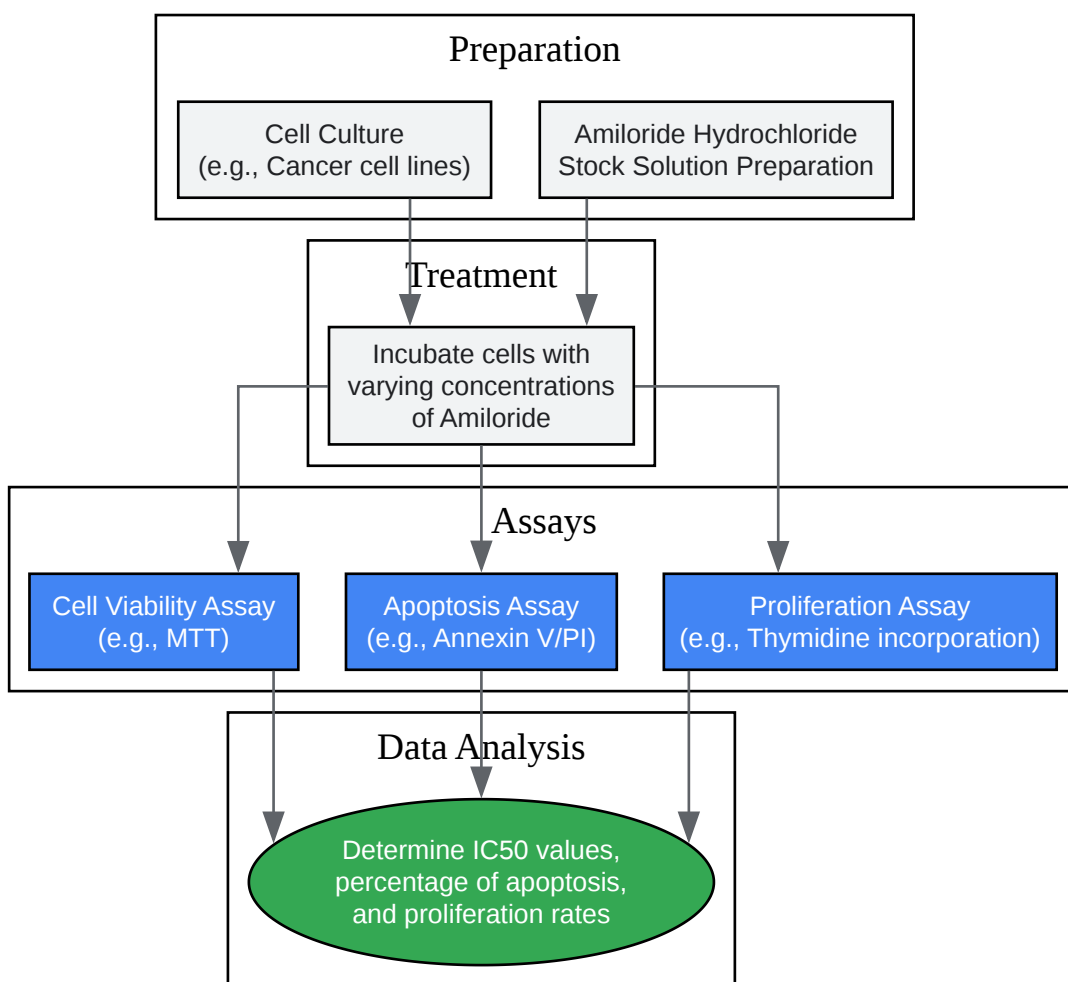 Preparation
Cell Culture
(e.g., Cancer cell lines)
Amiloride Hydrochloride
Stock Solution Preparation
Treatment
Incubate cells with
varying concentrations
of Amiloride
Assays
Cell Viability Assay
(e.g., MTT)
Apoptosis Assay
(e.g., Annexin V/PI)
Proliferation Assay
(e.g., Thymidine incorporation)
Data Analysis
Determine IC50 values,
percentage of apoptosis,
and proliferation rates